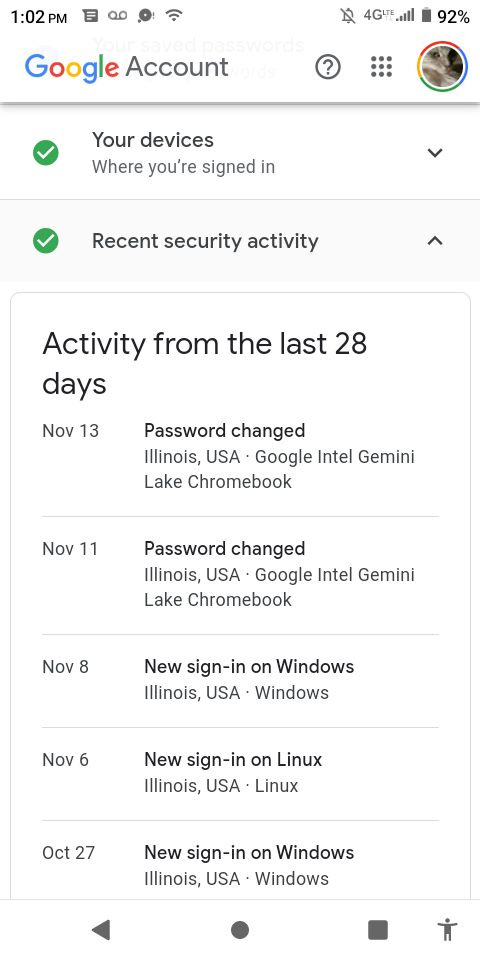 1:02 PM
4G LTE
92%
Your saved passwords
words
Google Account
Your devices
Where you're signed in
Recent security activity
Activity from the last 28
days
Nov 13
Password changed
Illinois, USA · Google Intel Gemini
Lake Chromebook
Nov 11
Password changed
Illinois, USA · Google Intel Gemini
Lake Chromebook
Nov 8
New sign-in on Windows
Illinois, USA · Windows
Nov 6
New sign-in on Linux
Illinois, USA · Linux
Oct 27
New sign-in on Windows
Illinois, USA · Windows